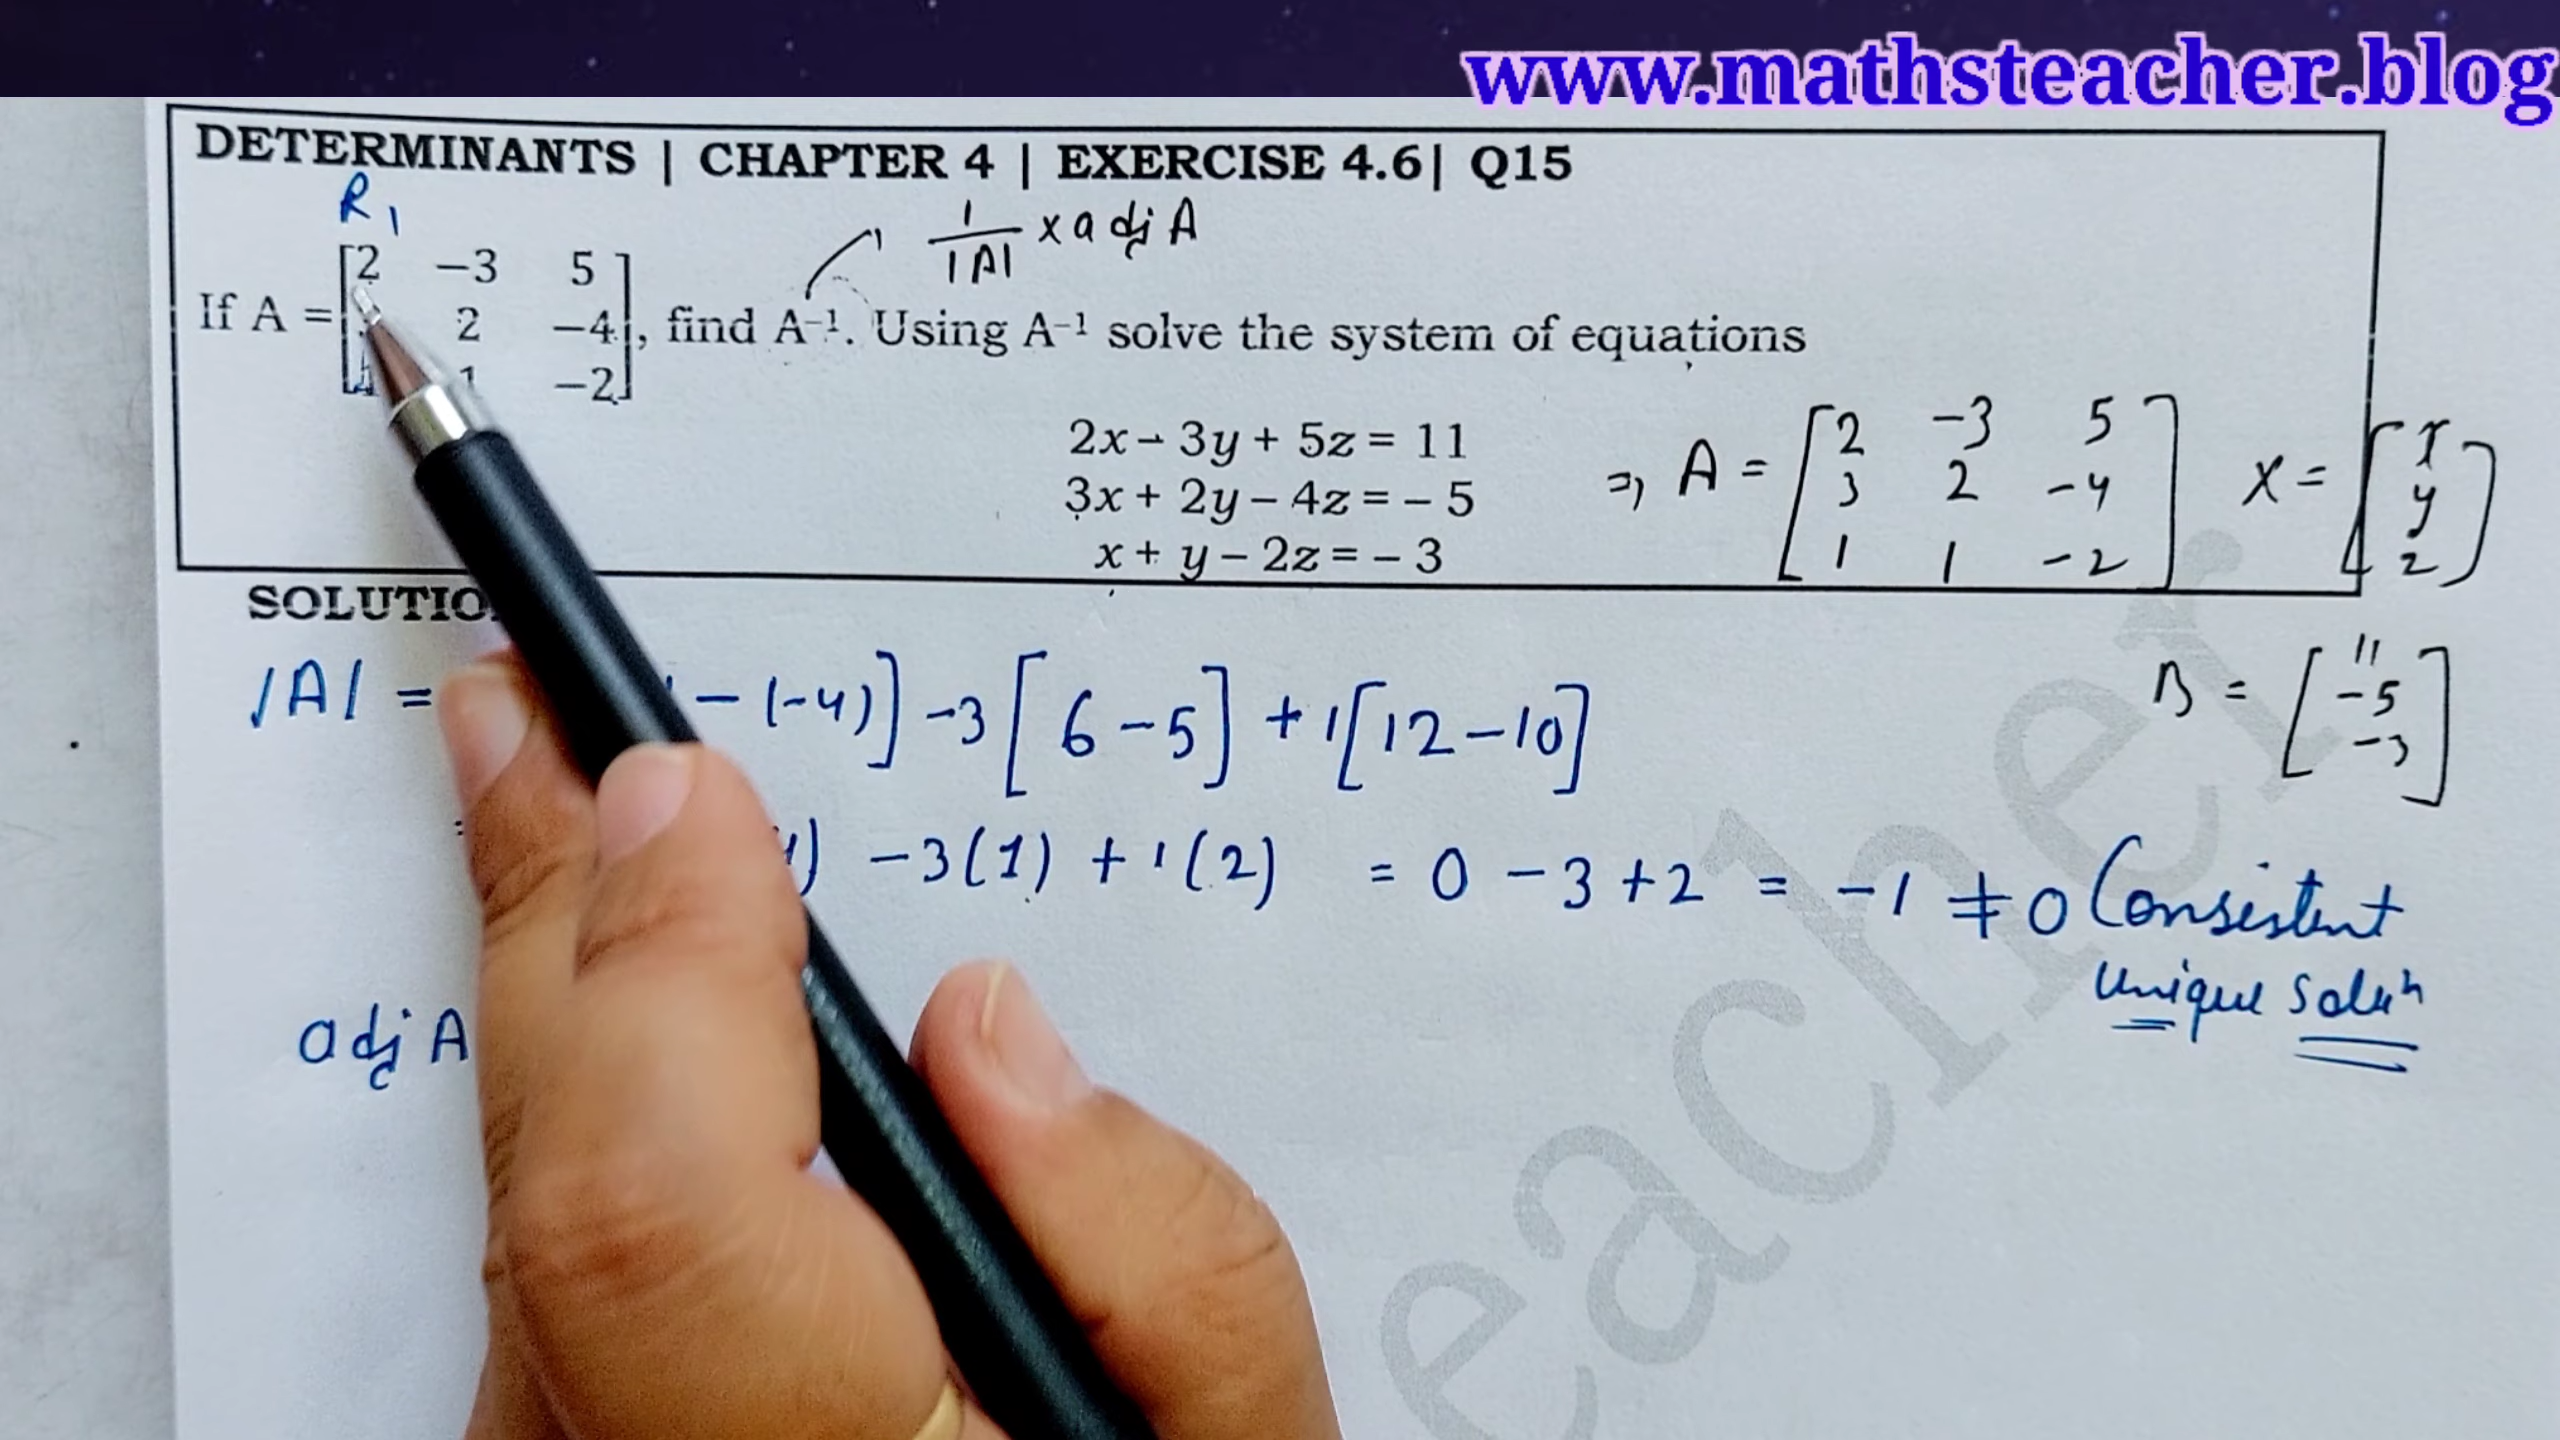 www.mathsteacher.blog
DETERMINANTS | CHAPTER 4 | EXERCISE 4.6| Q15
R1
1/|A| x adj A
2 −3 5
If A = 2 −4 , find A⁻¹. Using A⁻¹ solve the system of equations
1 −2
2x − 3y + 5z = 11
3x + 2y − 4z = − 5
x + y − 2z = − 3
⇒ A = [2 -3 5
3 2 -4
1 1 -2]
X = [x
y
z]
B = [11
-5
-3]
|A| = - (-4)] -3[6-5] + 1[12-10]
-3(1) + 1(2) = 0 -3+2 = -1 ≠ 0 Consistent
unique soluⁿ
adj A
eacher